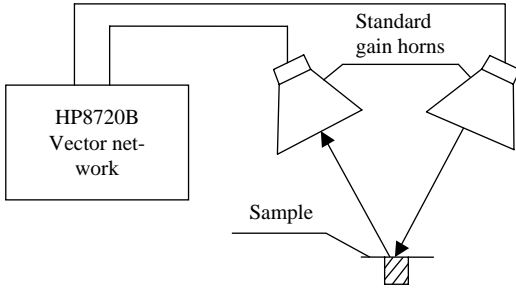 Standard
gain horns
HP8720B
Vector net-
work
Sample